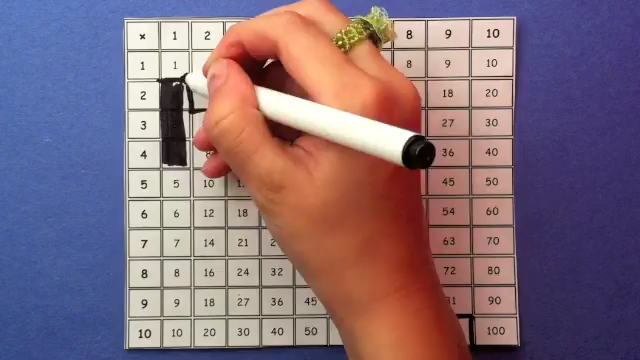 × 1 2 8 9 10
1 1 8 9 10
2 18 20
3 27 30
4 36 40
5 5 10 45 50
6 6 12 18 54 60
7 7 14 21 63 70
8 8 16 24 32 72 80
9 9 18 27 36 45 90
10 10 20 30 40 50 100